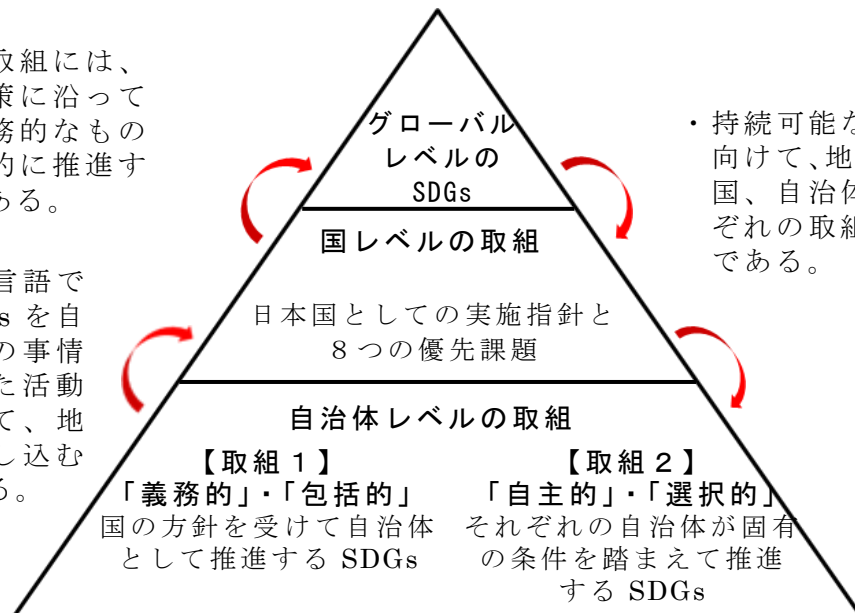 取組には、
策に沿って
務的なもの
的に推進す
ある。
言語で
s を自
の事情
た活動
て、地
し込む
る。
グローバル
レベルの
SDGs
国レベルの取組
日本国としての実施指針と
８つの優先課題
自治体レベルの取組
【取組１】
「義務的」・「包括的」
国の方針を受けて自治体
として推進する SDGs
【取組２】
「自主的」・「選択的」
それぞれの自治体が固有
の条件を踏まえて推進
する SDGs
・持続可能な
向けて、地
国、自治体
ぞれの取組
である。